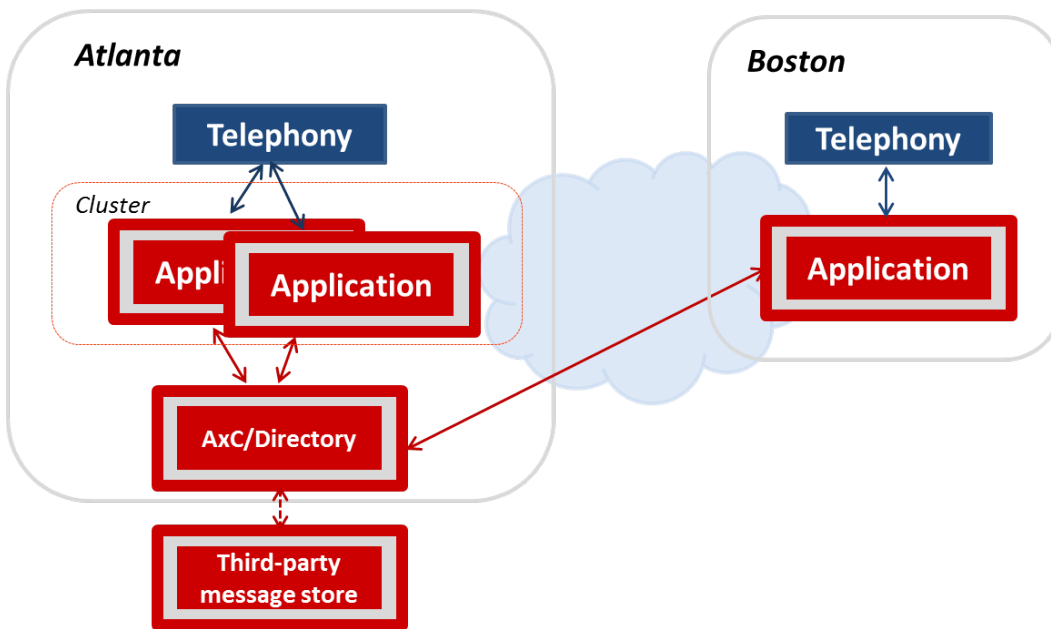 Atlanta
Boston
Telephony
Telephony
Cluster
Appli
Application
Application
AxC/Directory
Third-party
message store